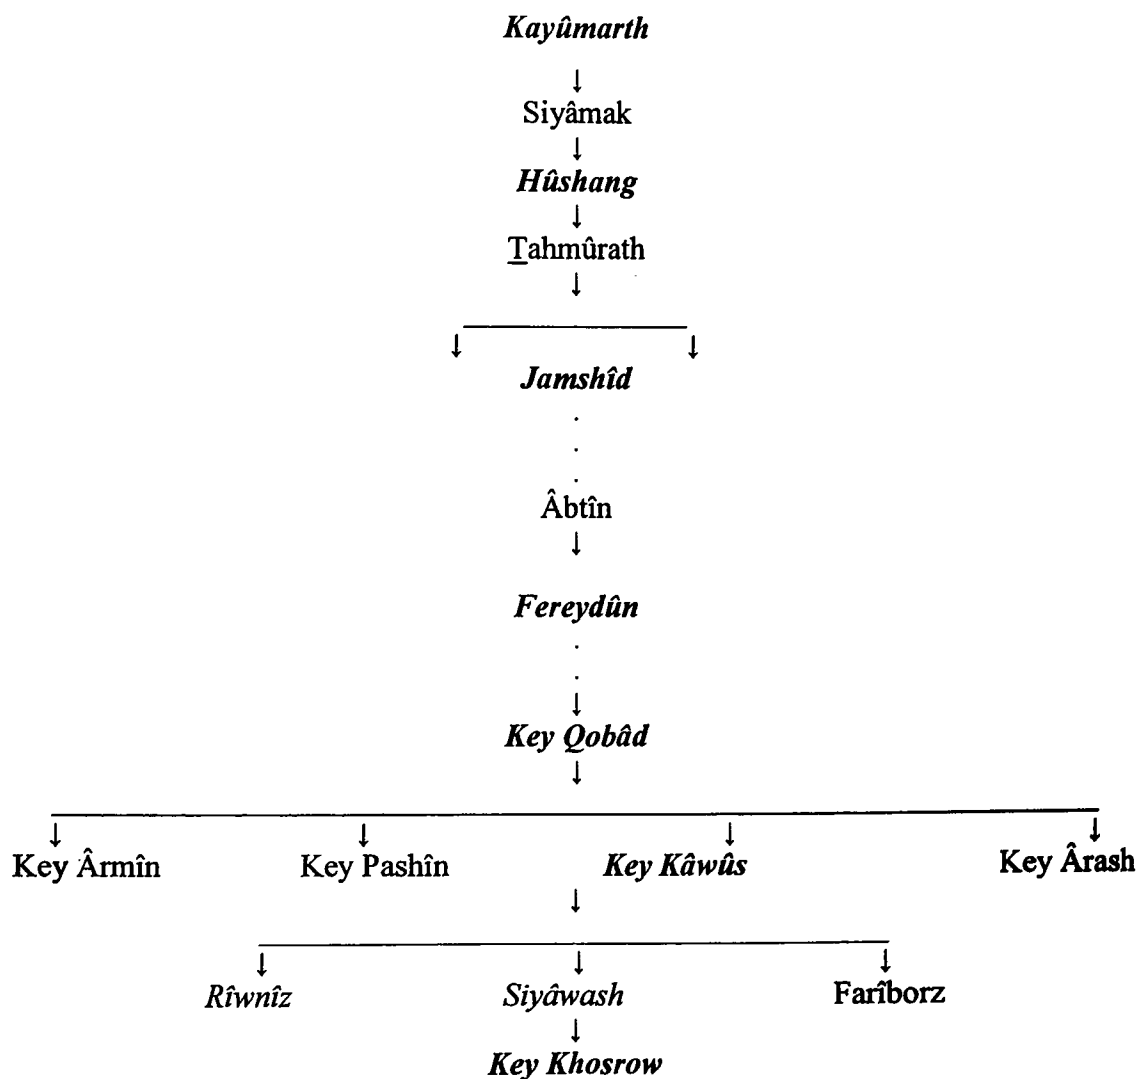 Kayûmarth
Siyâmak
Hûshang
Tahmûrath
Jamshîd
Âbtîn
Fereydûn
Key Qobâd
Key Ârmîn Key Pashîn Key Kâwûs Key Ârash
Rîwnîz Siyâwash Farîborz
Key Khosrow